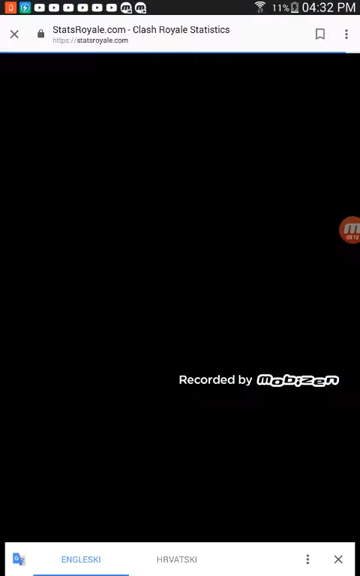 11% 04:32 PM
StatsRoyale.com - Clash Royale Statistics
https://statsroyale.com
Recorded by mobizen
ENGLESKI HRVATSKI